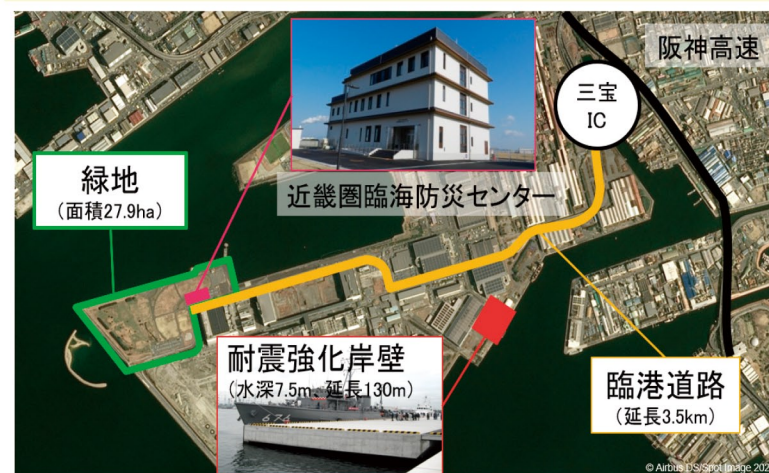 阪神高速
三宝
IC
緑地
(面積27.9ha)
近畿圏臨海防災センター
耐震強化岸壁
(水深7.5m 延長130m)
676
臨港道路
(延長3.5km)
© Airbus DS/Spot Image 202